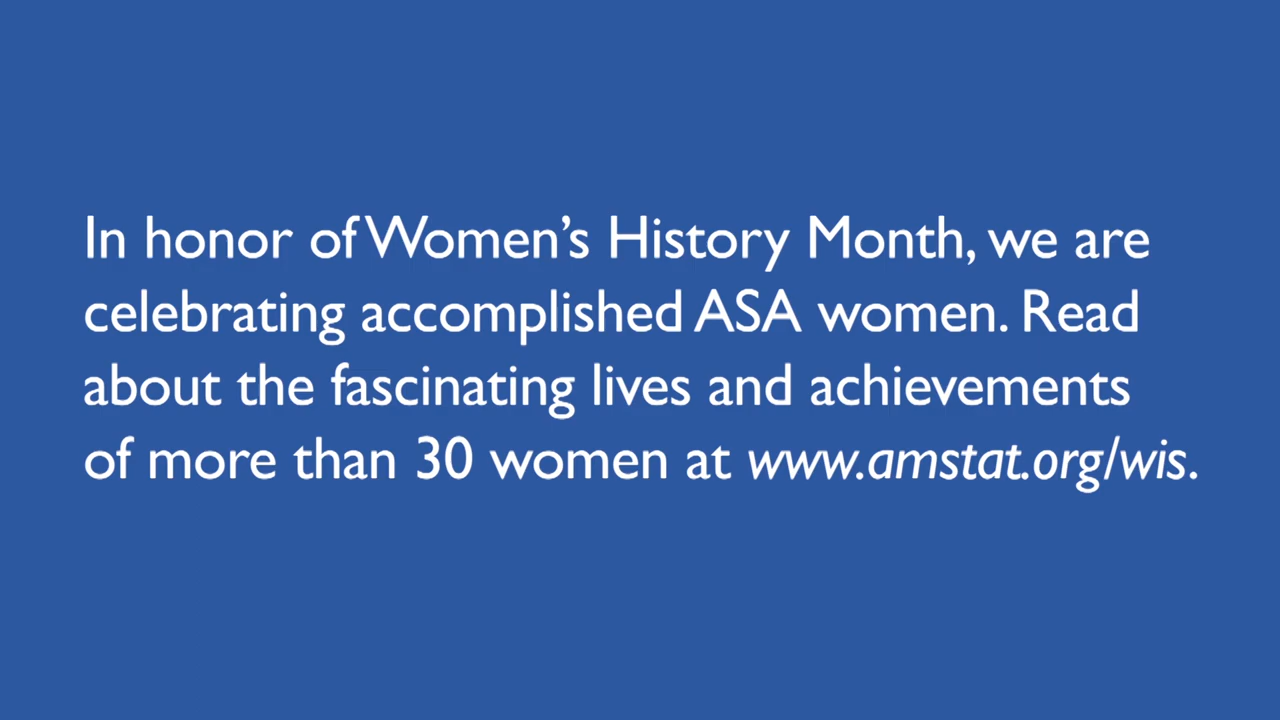 In honor of Women’s History Month, we are
celebrating accomplished ASA women. Read
about the fascinating lives and achievements
of more than 30 women at www.amstat.org/wis.